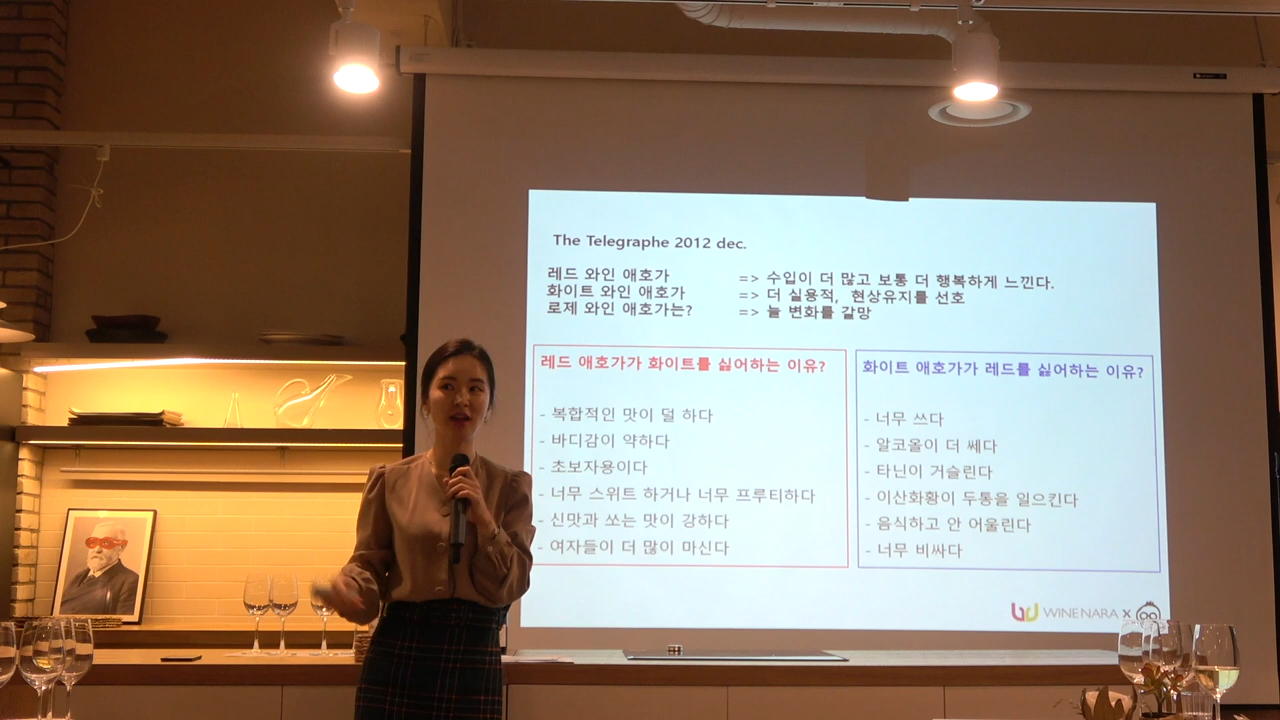 The Telegraphe 2012 dec.
레드 와인 애호가 => 수입이 더 많고 보통 더 행복하게 느낀다.
화이트 와인 애호가 => 더 실용적, 현상유지를 선호
로제 와인 애호가는? => 늘 변화를 갈망
레드 애호가가 화이트를 싫어하는 이유?
- 복합적인 맛이 덜 하다
- 바디감이 약하다
- 초보자용이다
- 너무 스위트 하거나 너무 프루티하다
- 신맛과 쏘는 맛이 강하다
- 여자들이 더 많이 마신다
화이트 애호가가 레드를 싫어하는 이유?
- 너무 쓰다
- 알코올이 더 쎄다
- 타닌이 거슬린다
- 이산화황이 두통을 일으킨다
- 음식하고 안 어울린다
- 너무 비싸다
WINE NARA X